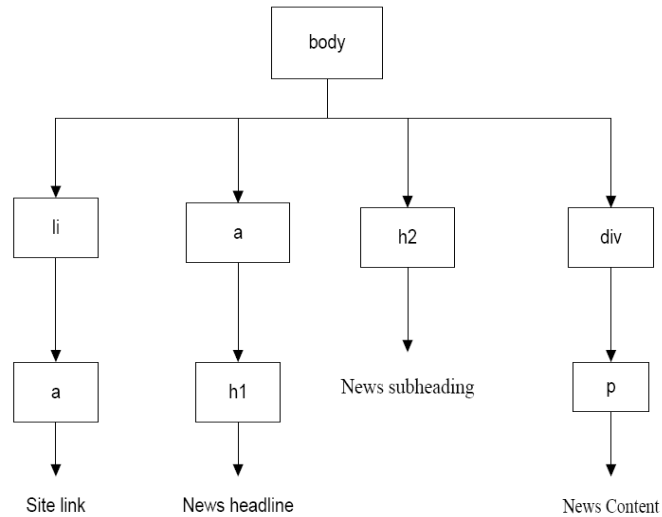 body
li
a
h2
div
a
h1
News subheading
p
Site link
News headline
News Content